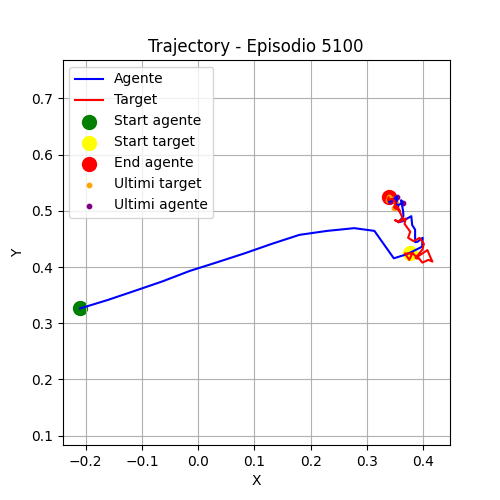 Trajectory - Episodio 5100
Agente
Target
Start agente
Start target
End agente
Ultimi target
Ultimi agente
Y
0.7
0.6
0.5
0.4
0.3
0.2
0.1
−0.2
−0.1
0.0
0.1
0.2
0.3
0.4
X